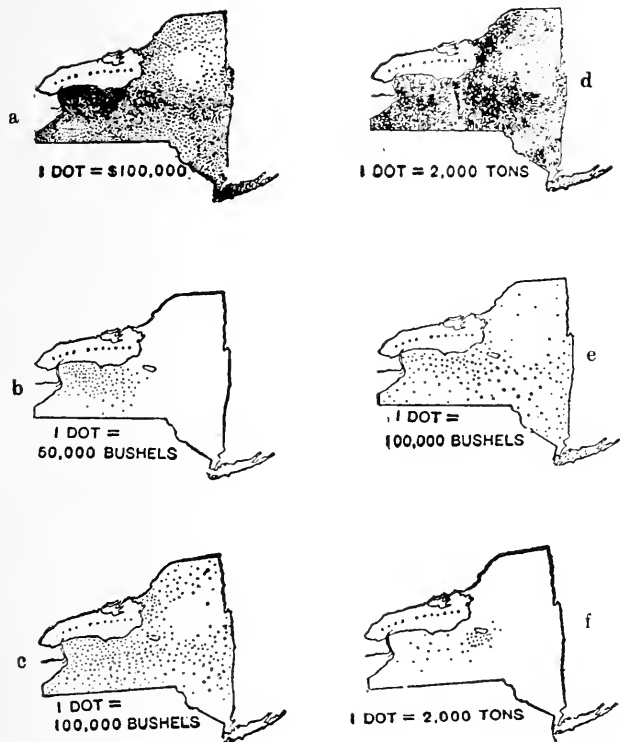 a
1 DOT = $100,000
d
1 DOT = 2,000 TONS
b
1 DOT =
50,000 BUSHELS
e
1 DOT =
100,000 BUSHELS
c
1 DOT =
100,000 BUSHELS
f
1 DOT = 2,000 TONS